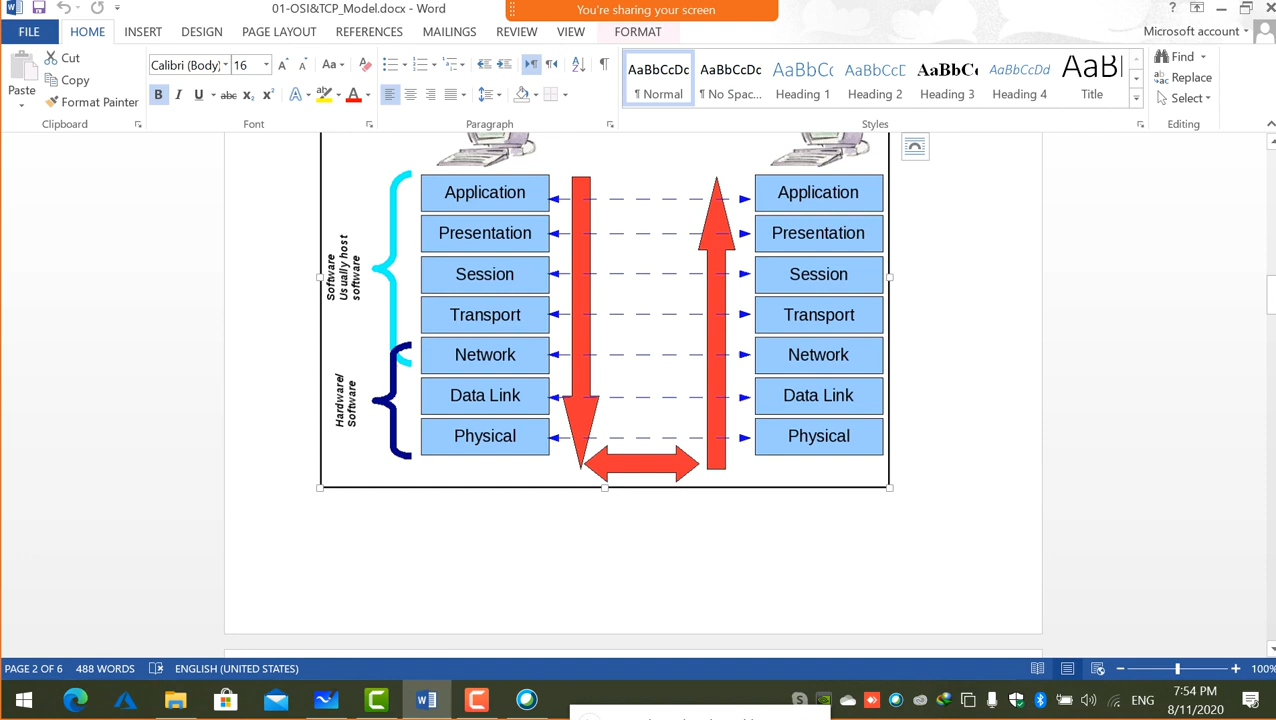 01-OSI&TCP_Model.docx - Word
You're sharing your screen
FILE HOME INSERT DESIGN PAGE LAYOUT REFERENCES MAILINGS REVIEW VIEW FORMAT
Microsoft account
Paste
Cut
Copy
Format Painter
Clipboard
Calibri (Body) 16
Font
Paragraph
AaBbCcDc AaBbCcDc AaBbCc AaBbCcD AaBbCc AaBbCcDd AaB
¶ Normal ¶ No Spac... Heading 1 Heading 2 Heading 3 Heading 4 Title
Styles
Find
Replace
Select
Editing
Software
Usually host
software
Hardware/
Software
Application Application
Presentation Presentation
Session Session
Transport Transport
Network Network
Data Link Data Link
Physical Physical
PAGE 2 OF 6 488 WORDS ENGLISH (UNITED STATES) 100%
ENG
7:54 PM
8/11/2020